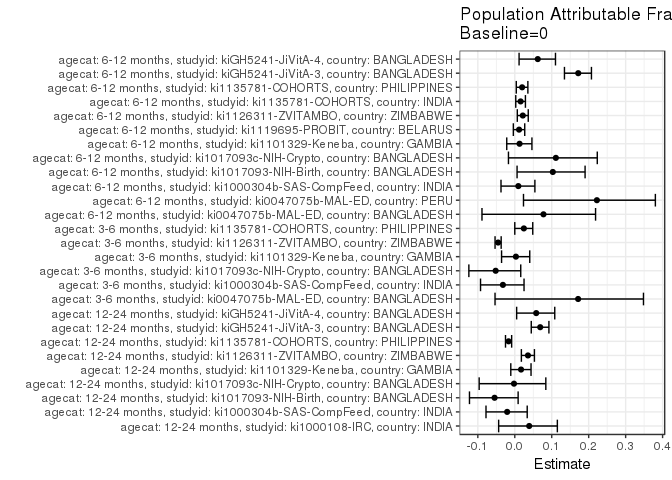 Population Attributable Fra
Baseline=0
agecat: 6-12 months, studyid: kiGH5241-JiVitA-4, country: BANGLADESH
agecat: 6-12 months, studyid: kiGH5241-JiVitA-3, country: BANGLADESH
agecat: 6-12 months, studyid: ki1135781-COHORTS, country: PHILIPPINES
agecat: 6-12 months, studyid: ki1135781-COHORTS, country: INDIA
agecat: 6-12 months, studyid: ki1126311-ZVITAMBO, country: ZIMBABWE
agecat: 6-12 months, studyid: ki1119695-PROBIT, country: BELARUS
agecat: 6-12 months, studyid: ki1101329-Keneba, country: GAMBIA
agecat: 6-12 months, studyid: ki1017093c-NIH-Crypto, country: BANGLADESH
agecat: 6-12 months, studyid: ki1017093-NIH-Birth, country: BANGLADESH
agecat: 6-12 months, studyid: ki1000304b-SAS-CompFeed, country: INDIA
agecat: 6-12 months, studyid: ki0047075b-MAL-ED, country: PERU
agecat: 6-12 months, studyid: ki0047075b-MAL-ED, country: BANGLADESH
agecat: 3-6 months, studyid: ki1135781-COHORTS, country: PHILIPPINES
agecat: 3-6 months, studyid: ki1126311-ZVITAMBO, country: ZIMBABWE
agecat: 3-6 months, studyid: ki1101329-Keneba, country: GAMBIA
agecat: 3-6 months, studyid: ki1017093c-NIH-Crypto, country: BANGLADESH
agecat: 3-6 months, studyid: ki1000304b-SAS-CompFeed, country: INDIA
agecat: 3-6 months, studyid: ki0047075b-MAL-ED, country: BANGLADESH
agecat: 12-24 months, studyid: kiGH5241-JiVitA-4, country: BANGLADESH
agecat: 12-24 months, studyid: kiGH5241-JiVitA-3, country: BANGLADESH
agecat: 12-24 months, studyid: ki1135781-COHORTS, country: PHILIPPINES
agecat: 12-24 months, studyid: ki1126311-ZVITAMBO, country: ZIMBABWE
agecat: 12-24 months, studyid: ki1101329-Keneba, country: GAMBIA
agecat: 12-24 months, studyid: ki1017093c-NIH-Crypto, country: BANGLADESH
agecat: 12-24 months, studyid: ki1017093-NIH-Birth, country: BANGLADESH
agecat: 12-24 months, studyid: ki1000304b-SAS-CompFeed, country: INDIA
agecat: 12-24 months, studyid: ki1000108-IRC, country: INDIA
-0.1 0.0 0.1 0.2 0.3 0.4
Estimate